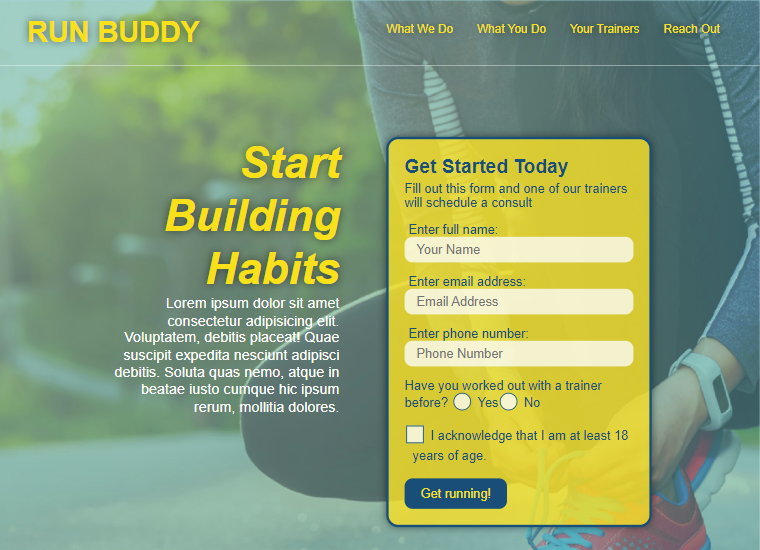 RUN BUDDY
What We Do What You Do Your Trainers Reach Out
Start
Building
Habits
Lorem ipsum dolor sit amet
consectetur adipisicing elit.
Voluptatem, debitis placeat! Quae
suscipit expedita nesciunt adipisci
debitis. Soluta quas nemo, atque in
beatae iusto cumque hic ipsum
rerum, mollitia dolores.
Get Started Today
Fill out this form and one of our trainers
will schedule a consult
Enter full name:
Your Name
Enter email address:
Email Address
Enter phone number:
Phone Number
Have you worked out with a trainer
before? Yes No
I acknowledge that I am at least 18
years of age.
Get running!